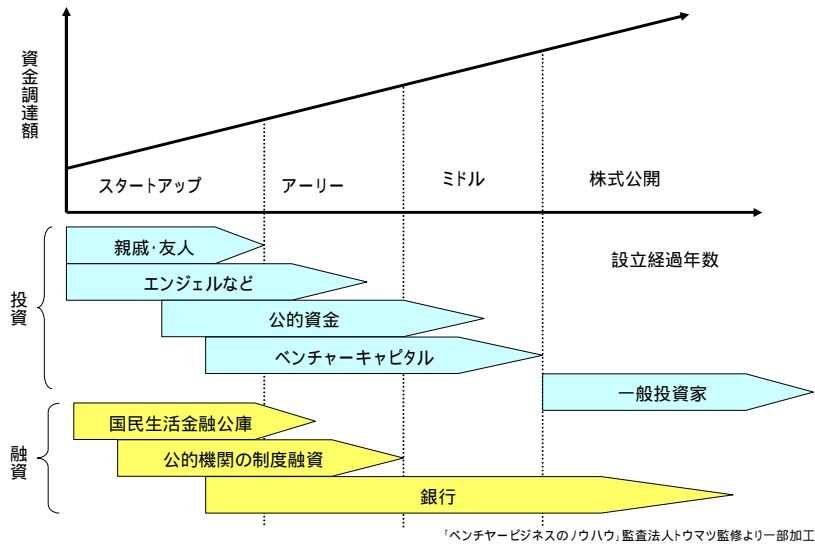 資金調達額
スタートアップ
アーリー
ミドル
株式公開
設立経過年数
投資
親戚・友人
エンジェルなど
公的資金
ベンチャーキャピタル
一般投資家
融資
国民生活金融公庫
公的機関の制度融資
銀行
「ベンチヤービジネスのノウハウ」監査法人トウマツ監修より一部加工